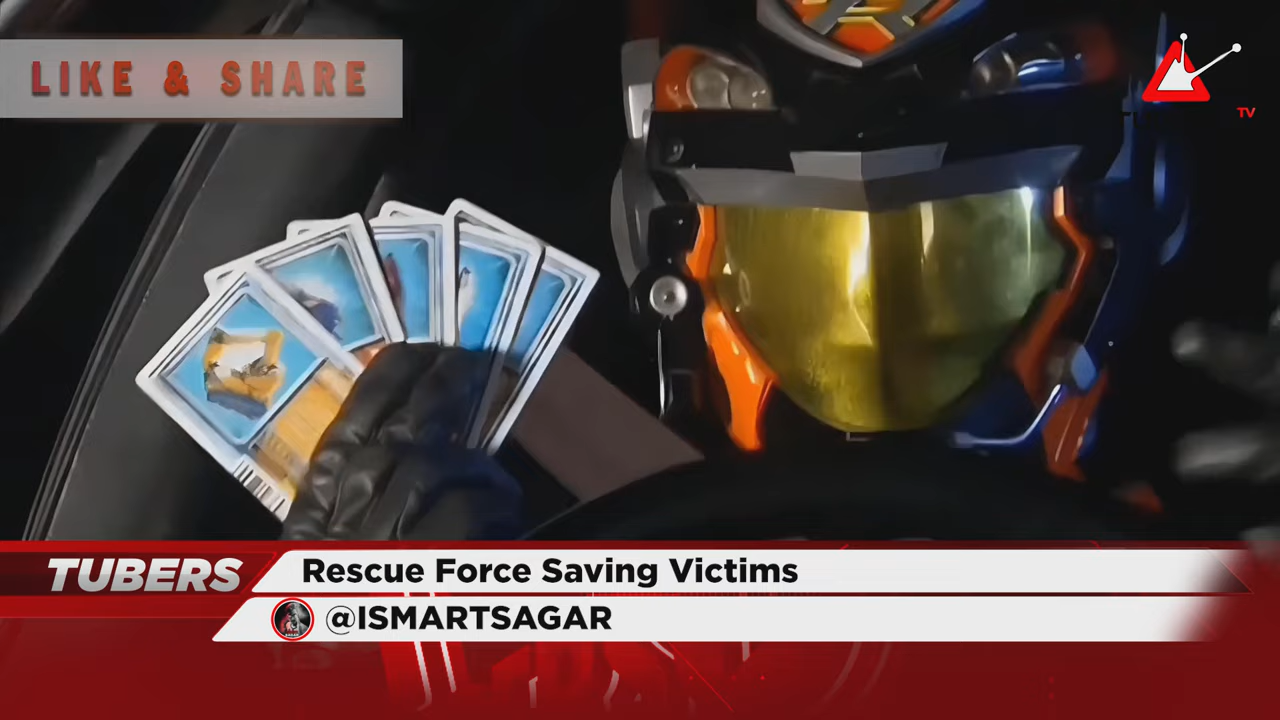 LIKE & SHARE
TV
TUBERS
Rescue Force Saving Victims
@ISMARTSAGAR